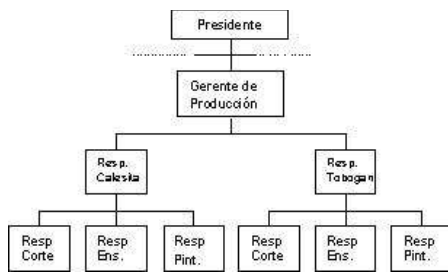 Presidente
Gerente de
Producción
Resp.
Calesita
Resp.
Tobogan
Resp
Corte
Resp
Ens.
Resp
Pint.
Resp
Corte
Resp
Ens.
Resp
Pint.